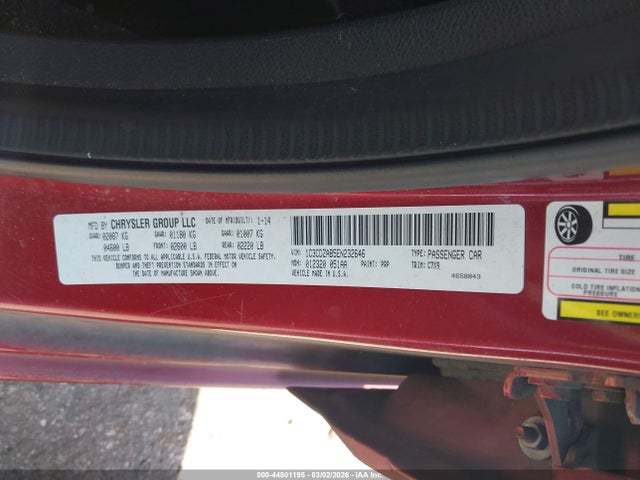 MFD BY CHRYSLER GROUP LLC DATE OF MFR(BUILT): 1-14
GVWR: 02087 KG GAWR: 01180 KG GAWR: 01007 KG
04600 LB FRONT: 02600 LB REAR: 02220 LB
THIS VEHICLE CONFORMS TO ALL APPLICABLE U.S.A. FEDERAL MOTOR VEHICLE SAFETY,
BUMPER AND THEFT PREVENTION STANDARDS IN EFFECT ON
THE DATE OF MANUFACTURE SHOWN ABOVE.
VIN: 1C3CDZAB5EN232646 TYPE: PASSENGER CAR
MDH: 012320 051AA PAINT: PRP TRIM: C7X9
VEHICLE MADE IN U.S.A. 4658843
TIRE
ORIGINAL TIRE SIZE
COLD TIRE INFLATION
PRESSURE
SEE OWNER
000-44501195 - 03/02/2026 - IAAI Copart